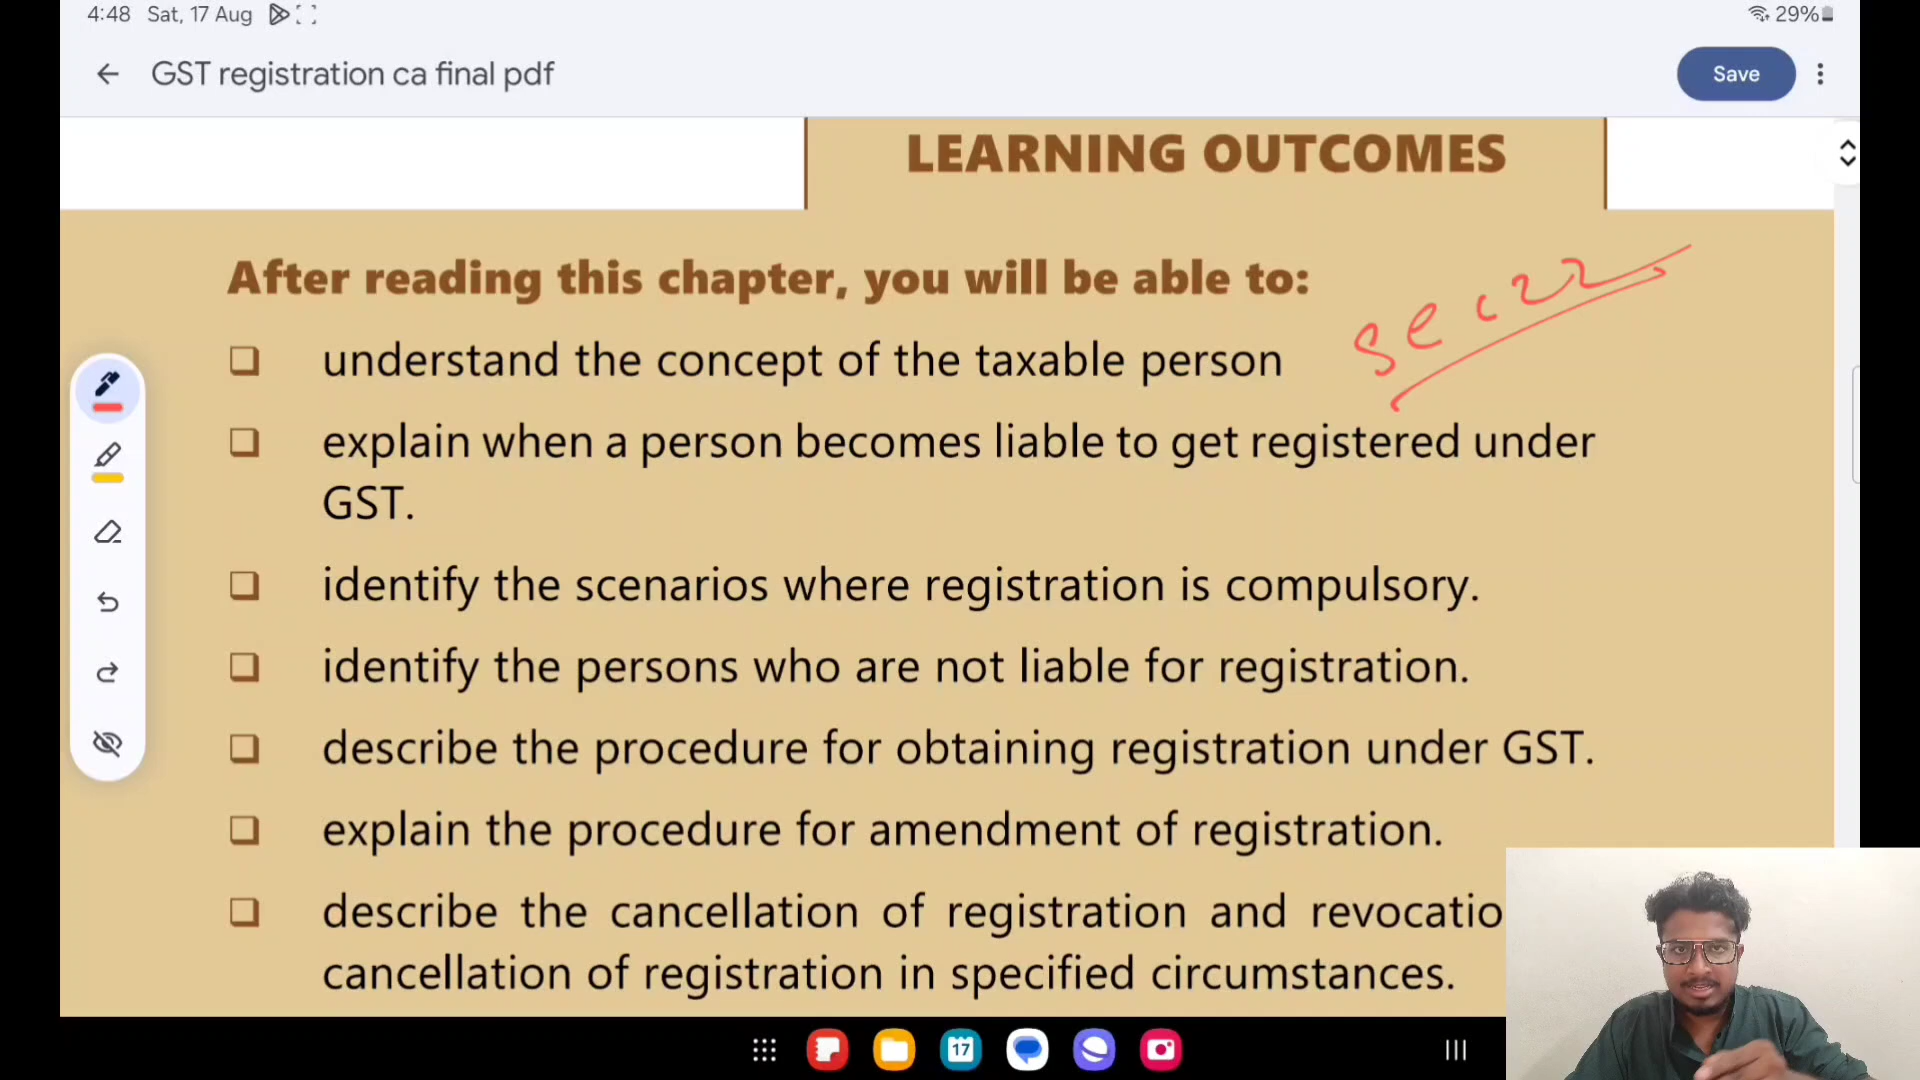 4:48 Sat, 17 Aug
29%
GST registration ca final pdf
Save
LEARNING OUTCOMES
After reading this chapter, you will be able to:
sec 22
understand the concept of the taxable person
explain when a person becomes liable to get registered under
GST.
identify the scenarios where registration is compulsory.
identify the persons who are not liable for registration.
describe the procedure for obtaining registration under GST.
explain the procedure for amendment of registration.
describe the cancellation of registration and revocatio
cancellation of registration in specified circumstances.
17